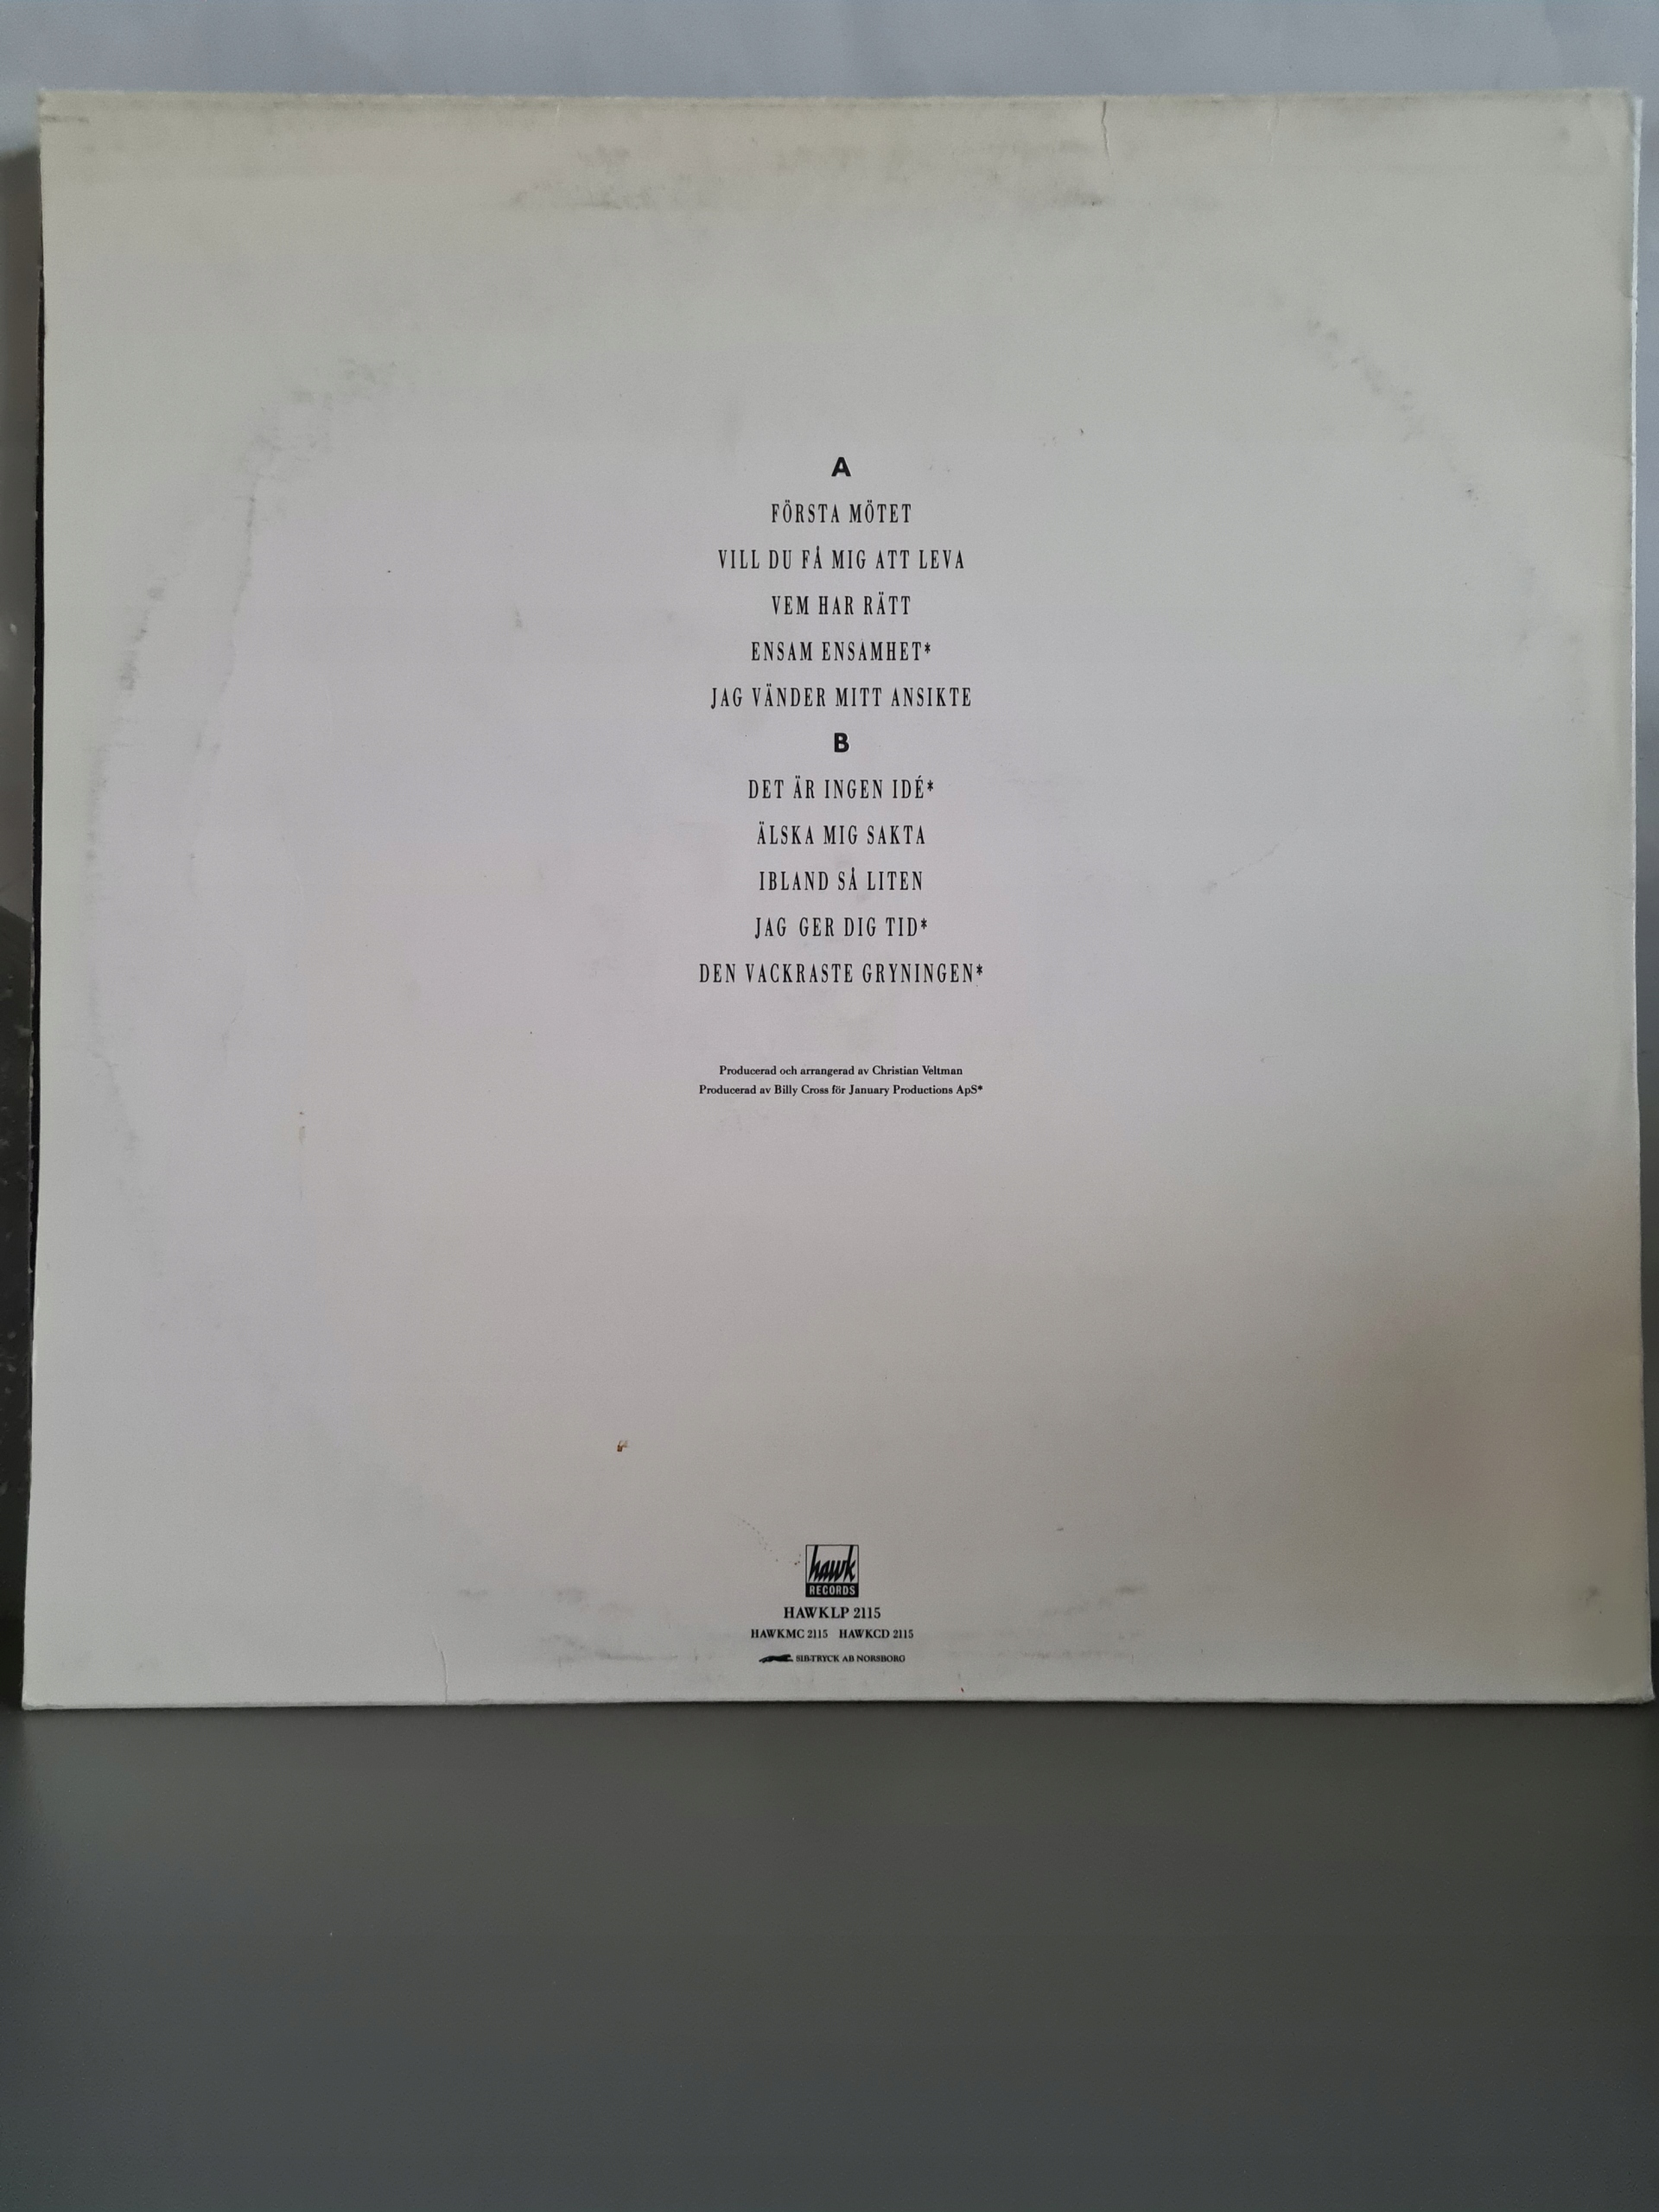 A
FÖRSTA MÖTET
VILL DU FÅ MIG ATT LEVA
VEM HAR RÄTT
ENSAM ENSAMHET*
JAG VÄNDER MITT ANSIKTE
B
DET ÄR INGEN IDÉ*
ÄLSKA MIG SAKTA
IBLAND SÅ LITEN
JAG GER DIG TID*
DEN VACKRASTE GRYNINGEN*
Producerad och arrangerad av Christian Veltman
Producerad av Billy Cross för January Productions ApS*
hawk
RECORDS
HAWKLP 2115
HAWKMC 2115 HAWKCD 2115
SIB-TRYCK AB NORSBORG